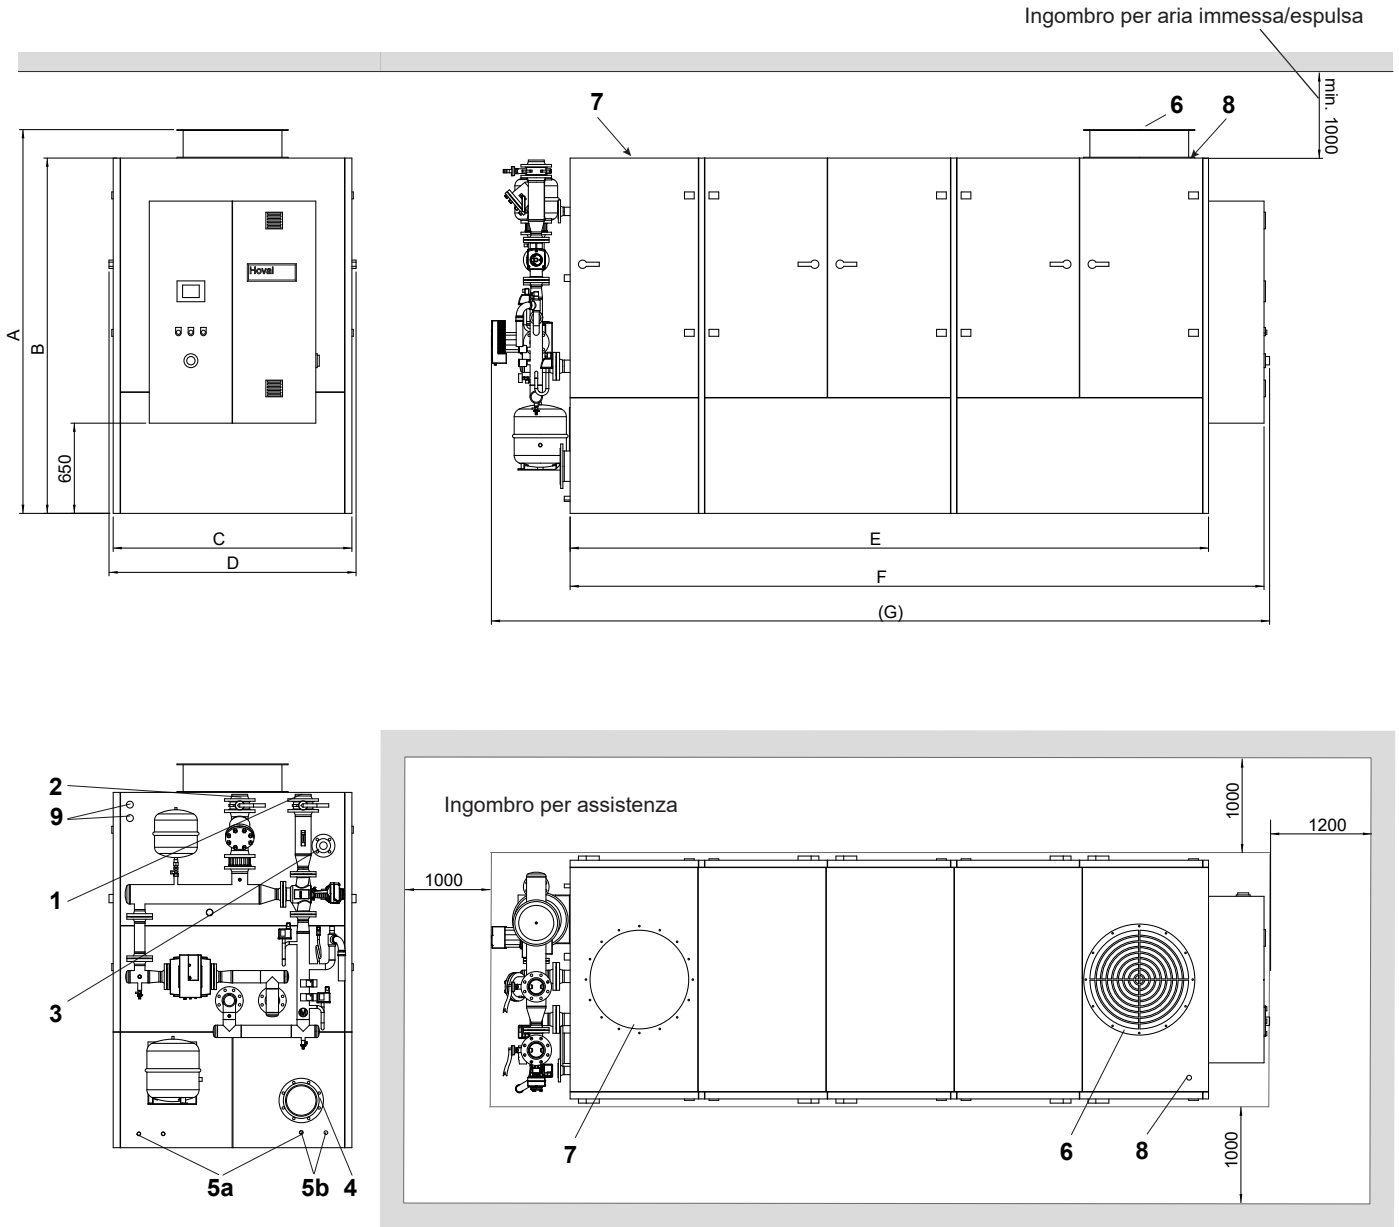 Ingombro per aria immessa/espulsa
min. 1000
7
6
8
Hoval
A
B
650
C
D
E
F
(G)
2
9
1
3
5a
5b
4
Ingombro per assistenza
1000
1200
1000
7
6
8
1000